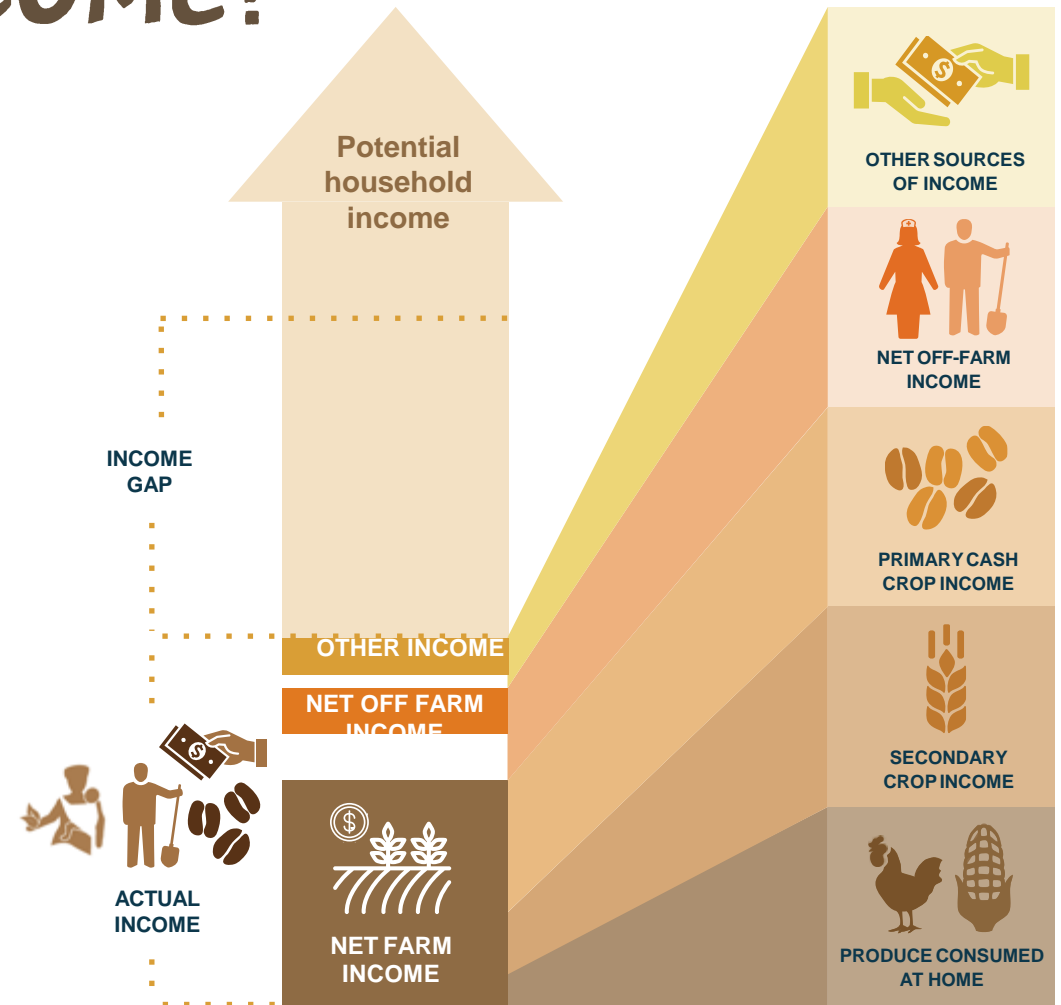 Potential
household
income
INCOME
GAP
OTHER INCOME
NET OFF FARM
INCOME
ACTUAL
INCOME
$
$
NET FARM
INCOME
$
OTHER SOURCES
OF INCOME
NET OFF-FARM
INCOME
PRIMARY CASH
CROP INCOME
SECONDARY
CROP INCOME
PRODUCE CONSUMED
AT HOME